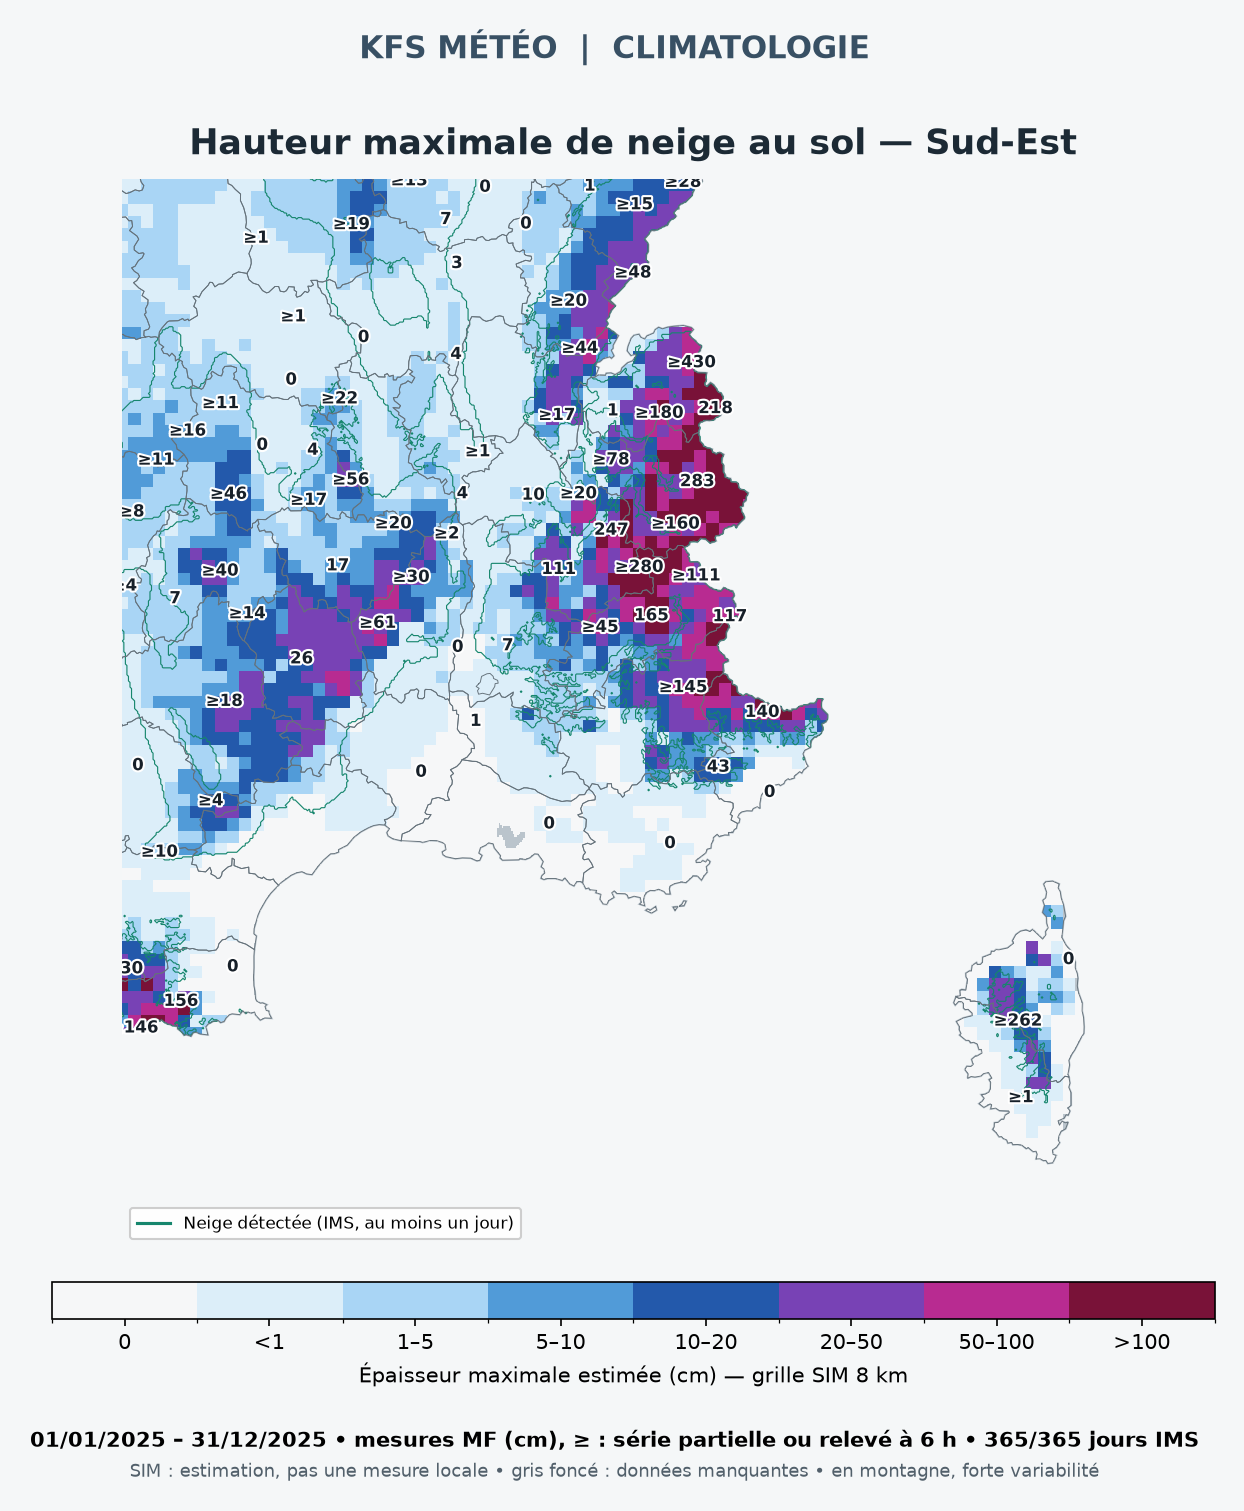 KFS MÉTÉO | CLIMATOLOGIE
Hauteur maximale de neige au sol — Sud-Est
≥13 0 1 ≥28
≥15
≥19 7 0
≥1
3 ≥48
≥20
≥1
0 ≥44
4 ≥430
0
≥11 ≥22 ≥17 1 ≥180 218
≥16
0 4 ≥1
≥11 ≥78
≥56 283
≥46 ≥17 4 10 ≥20
≥8 ≥20 ≥2 247 ≥160
≥40 17 ≥30 111 ≥280 ≥111
4
7
≥14 ≥61 ≥45 165 117
0 7
26
≥18 ≥145
1 140
0 0 43
0
≥4
0
≥10 0
30 0 0
156
146 ≥262
≥1
Neige détectée (IMS, au moins un jour)
0 <1 1–5 5–10 10–20 20–50 50–100 >100
Épaisseur maximale estimée (cm) — grille SIM 8 km
01/01/2025 – 31/12/2025 • mesures MF (cm), ≥ : série partielle ou relevé à 6 h • 365/365 jours IMS
SIM : estimation, pas une mesure locale • gris foncé : données manquantes • en montagne, forte variabilité